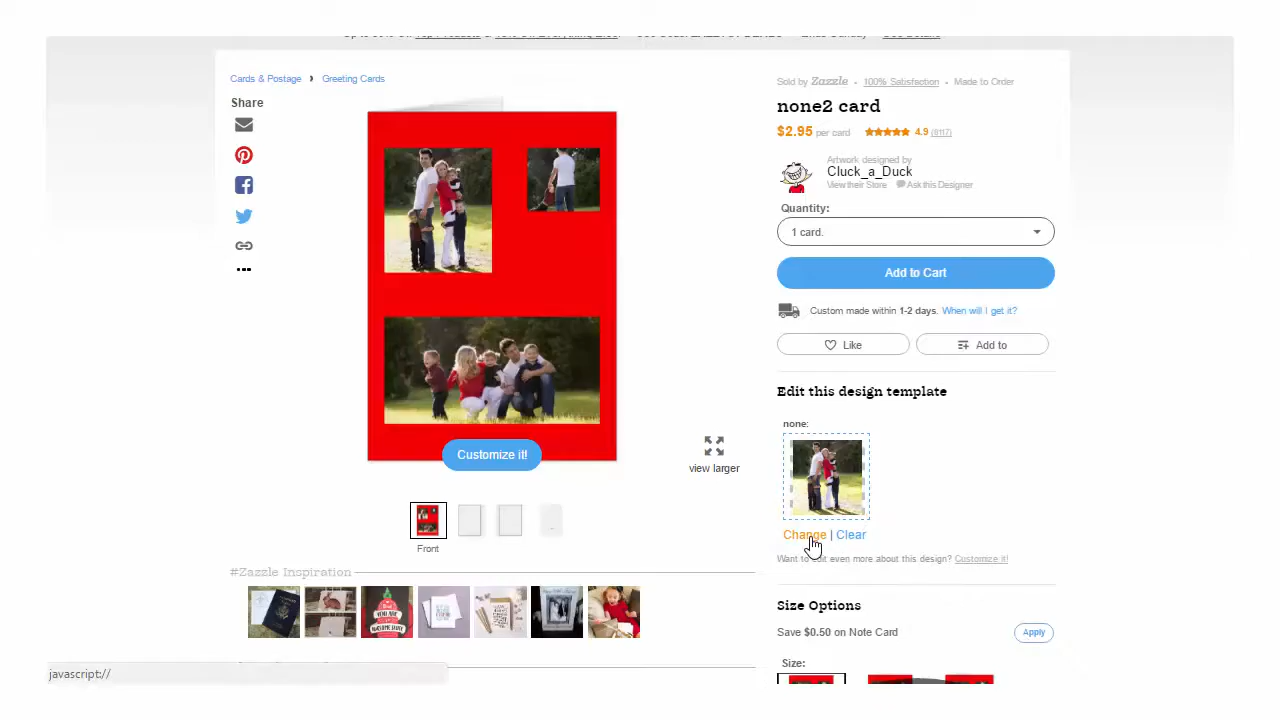 Cards & Postage › Greeting Cards
Share
Sold by Zazzle • 100% Satisfaction • Made to Order
none2 card
$2.95 per card ★★★★★ 4.9 (8117)
Artwork designed by
Cluck_a_Duck
View their Store Ask this Designer
Quantity:
1 card.
Add to Cart
Custom made within 1-2 days. When will I get it?
Like
Add to
Edit this design template
none:
Customize it!
view larger
Change | Clear
Front
Want to edit even more about this design? Customize it!
#Zazzle Inspiration
Size Options
Save $0.50 on Note Card
Apply
Size:
javascript://